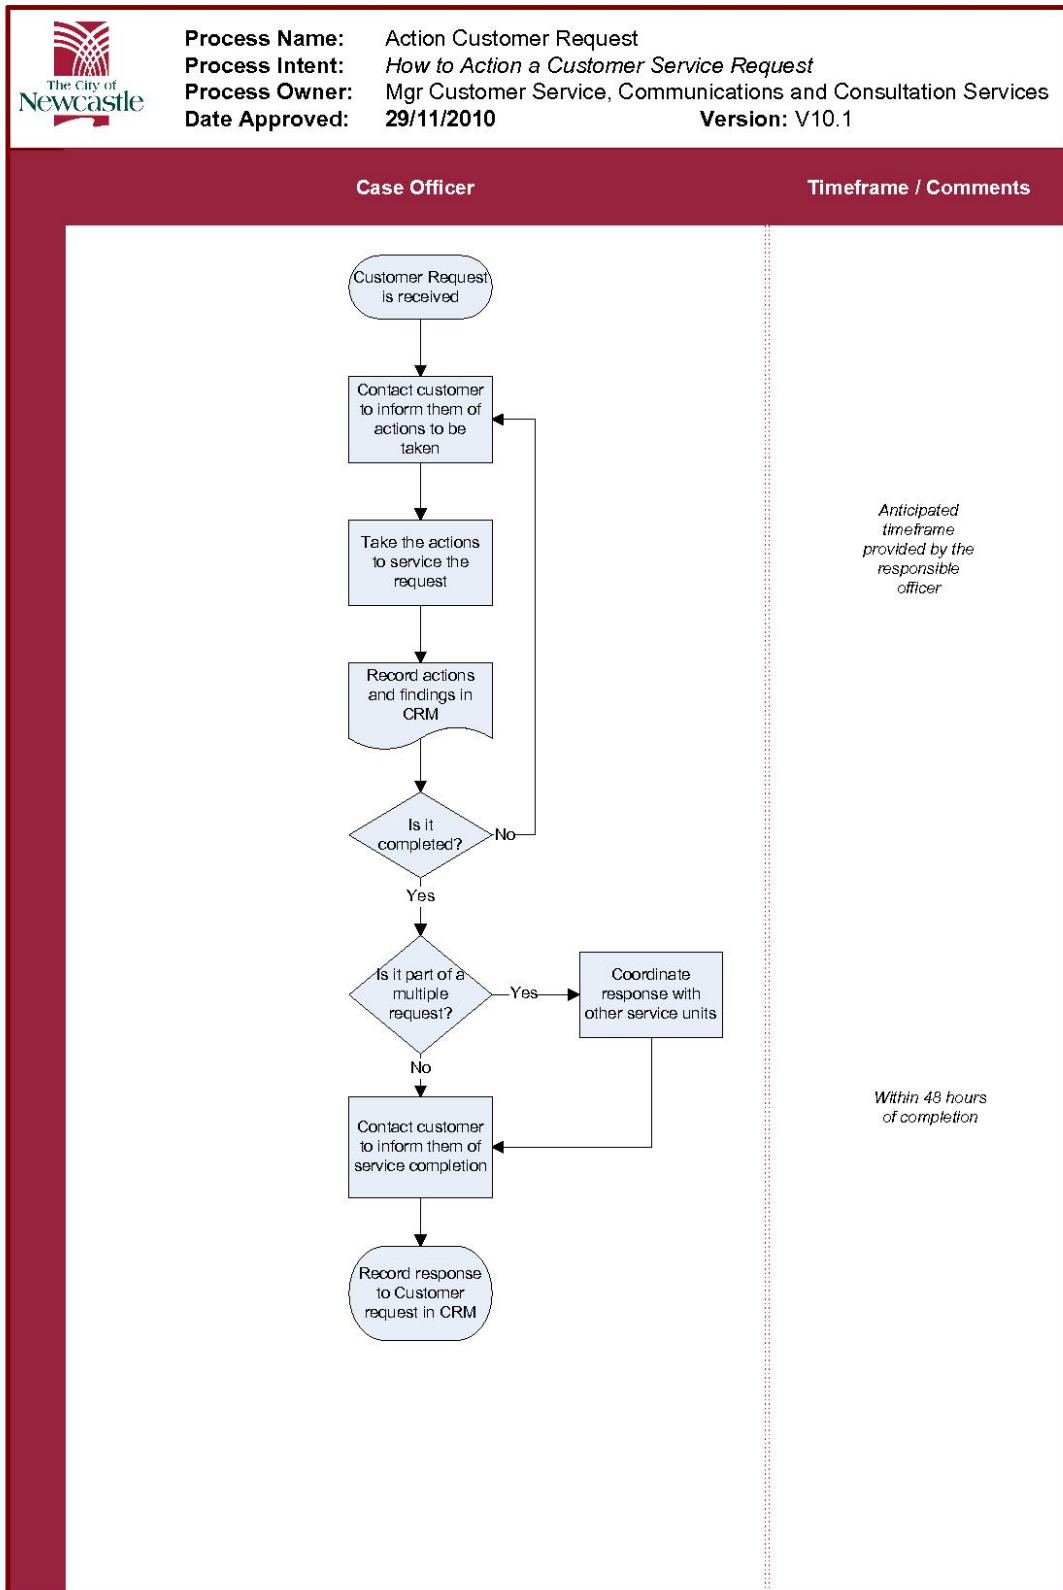 The City of
Newcastle
Process Name: Action Customer Request
Process Intent: How to Action a Customer Service Request
Process Owner: Mgr Customer Service, Communications and Consultation Services
Date Approved: 29/11/2010 Version: V10.1
Case Officer Timeframe / Comments
Customer Request
is received
Contact customer
to inform them of
actions to be
taken
Take the actions
to service the
request
Anticipated
timeframe
provided by the
responsible
officer
Record actions
and findings in
CRM
Is it
completed?
No
Yes
Is it part of a
multiple
request?
Yes
Coordinate
response with
other service units
No
Contact customer
to inform them of
service completion
Within 48 hours
of completion
Record response
to Customer
request in CRM